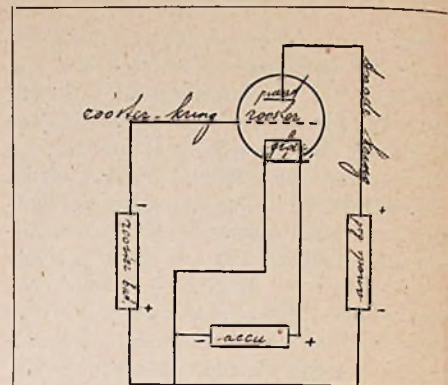 plaat
rooster
gloei
rooster-kring
anode kring
rooster bat.
accu
- + - + + -